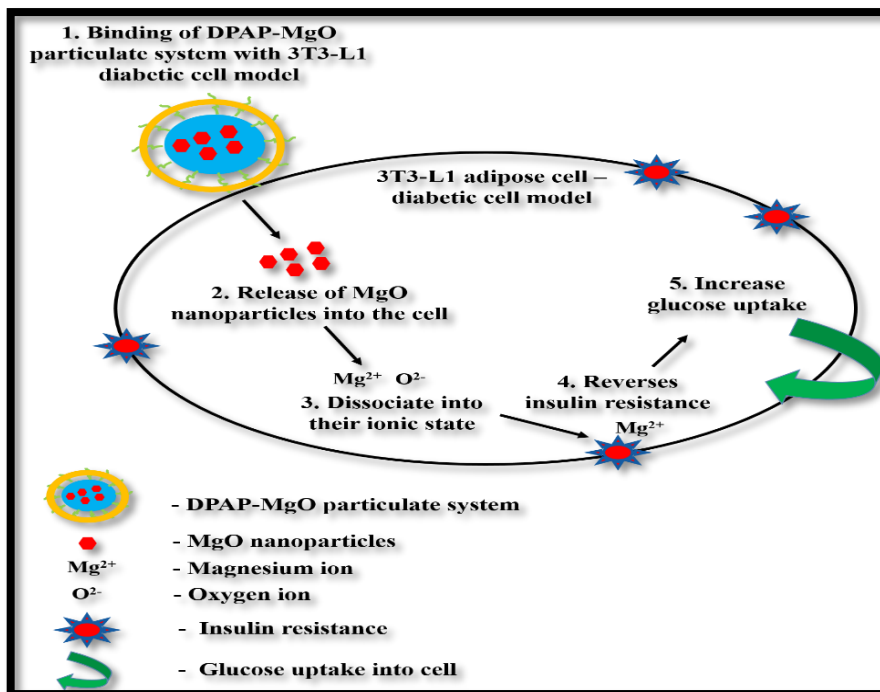 1. Binding of DPAP-MgO
particulate system with 3T3-L1
diabetic cell model
3T3-L1 adipose cell –
diabetic cell model
2. Release of MgO
nanoparticles into the cell
5. Increase
glucose uptake
Mg²⁺ O²⁻
3. Dissociate into
their ionic state
4. Reverses
insulin resistance
Mg²⁺
- DPAP-MgO particulate system
- MgO nanoparticles
Mg²⁺ - Magnesium ion
O²⁻ - Oxygen ion
- Insulin resistance
- Glucose uptake into cell